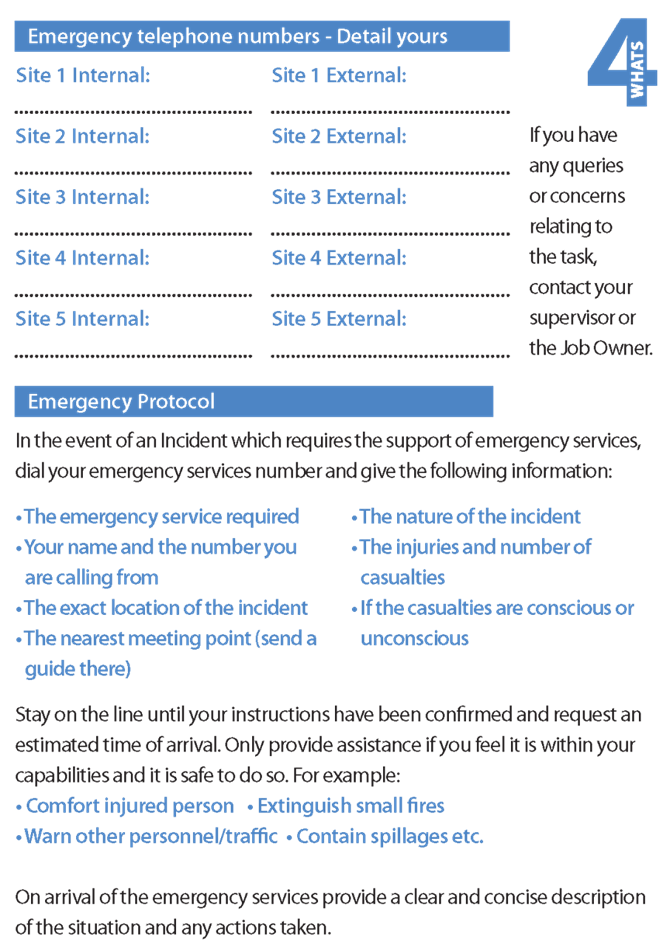 Emergency telephone numbers - Detail yours
4
WHATS
Site 1 Internal:
Site 1 External:
Site 2 Internal:
Site 2 External:
Site 3 Internal:
Site 3 External:
Site 4 Internal:
Site 4 External:
Site 5 Internal:
Site 5 External:
If you have
any queries
or concerns
relating to
the task,
contact your
supervisor or
the Job Owner.
Emergency Protocol
In the event of an Incident which requires the support of emergency services,
dial your emergency services number and give the following information:
• The emergency service required
• Your name and the number you
are calling from
• The exact location of the incident
• The nearest meeting point (send a
guide there)
• The nature of the incident
• The injuries and number of
casualties
• If the casualties are conscious or
unconscious
Stay on the line until your instructions have been confirmed and request an
estimated time of arrival. Only provide assistance if you feel it is within your
capabilities and it is safe to do so. For example:
• Comfort injured person • Extinguish small fires
• Warn other personnel/traffic • Contain spillages etc.
On arrival of the emergency services provide a clear and concise description
of the situation and any actions taken.